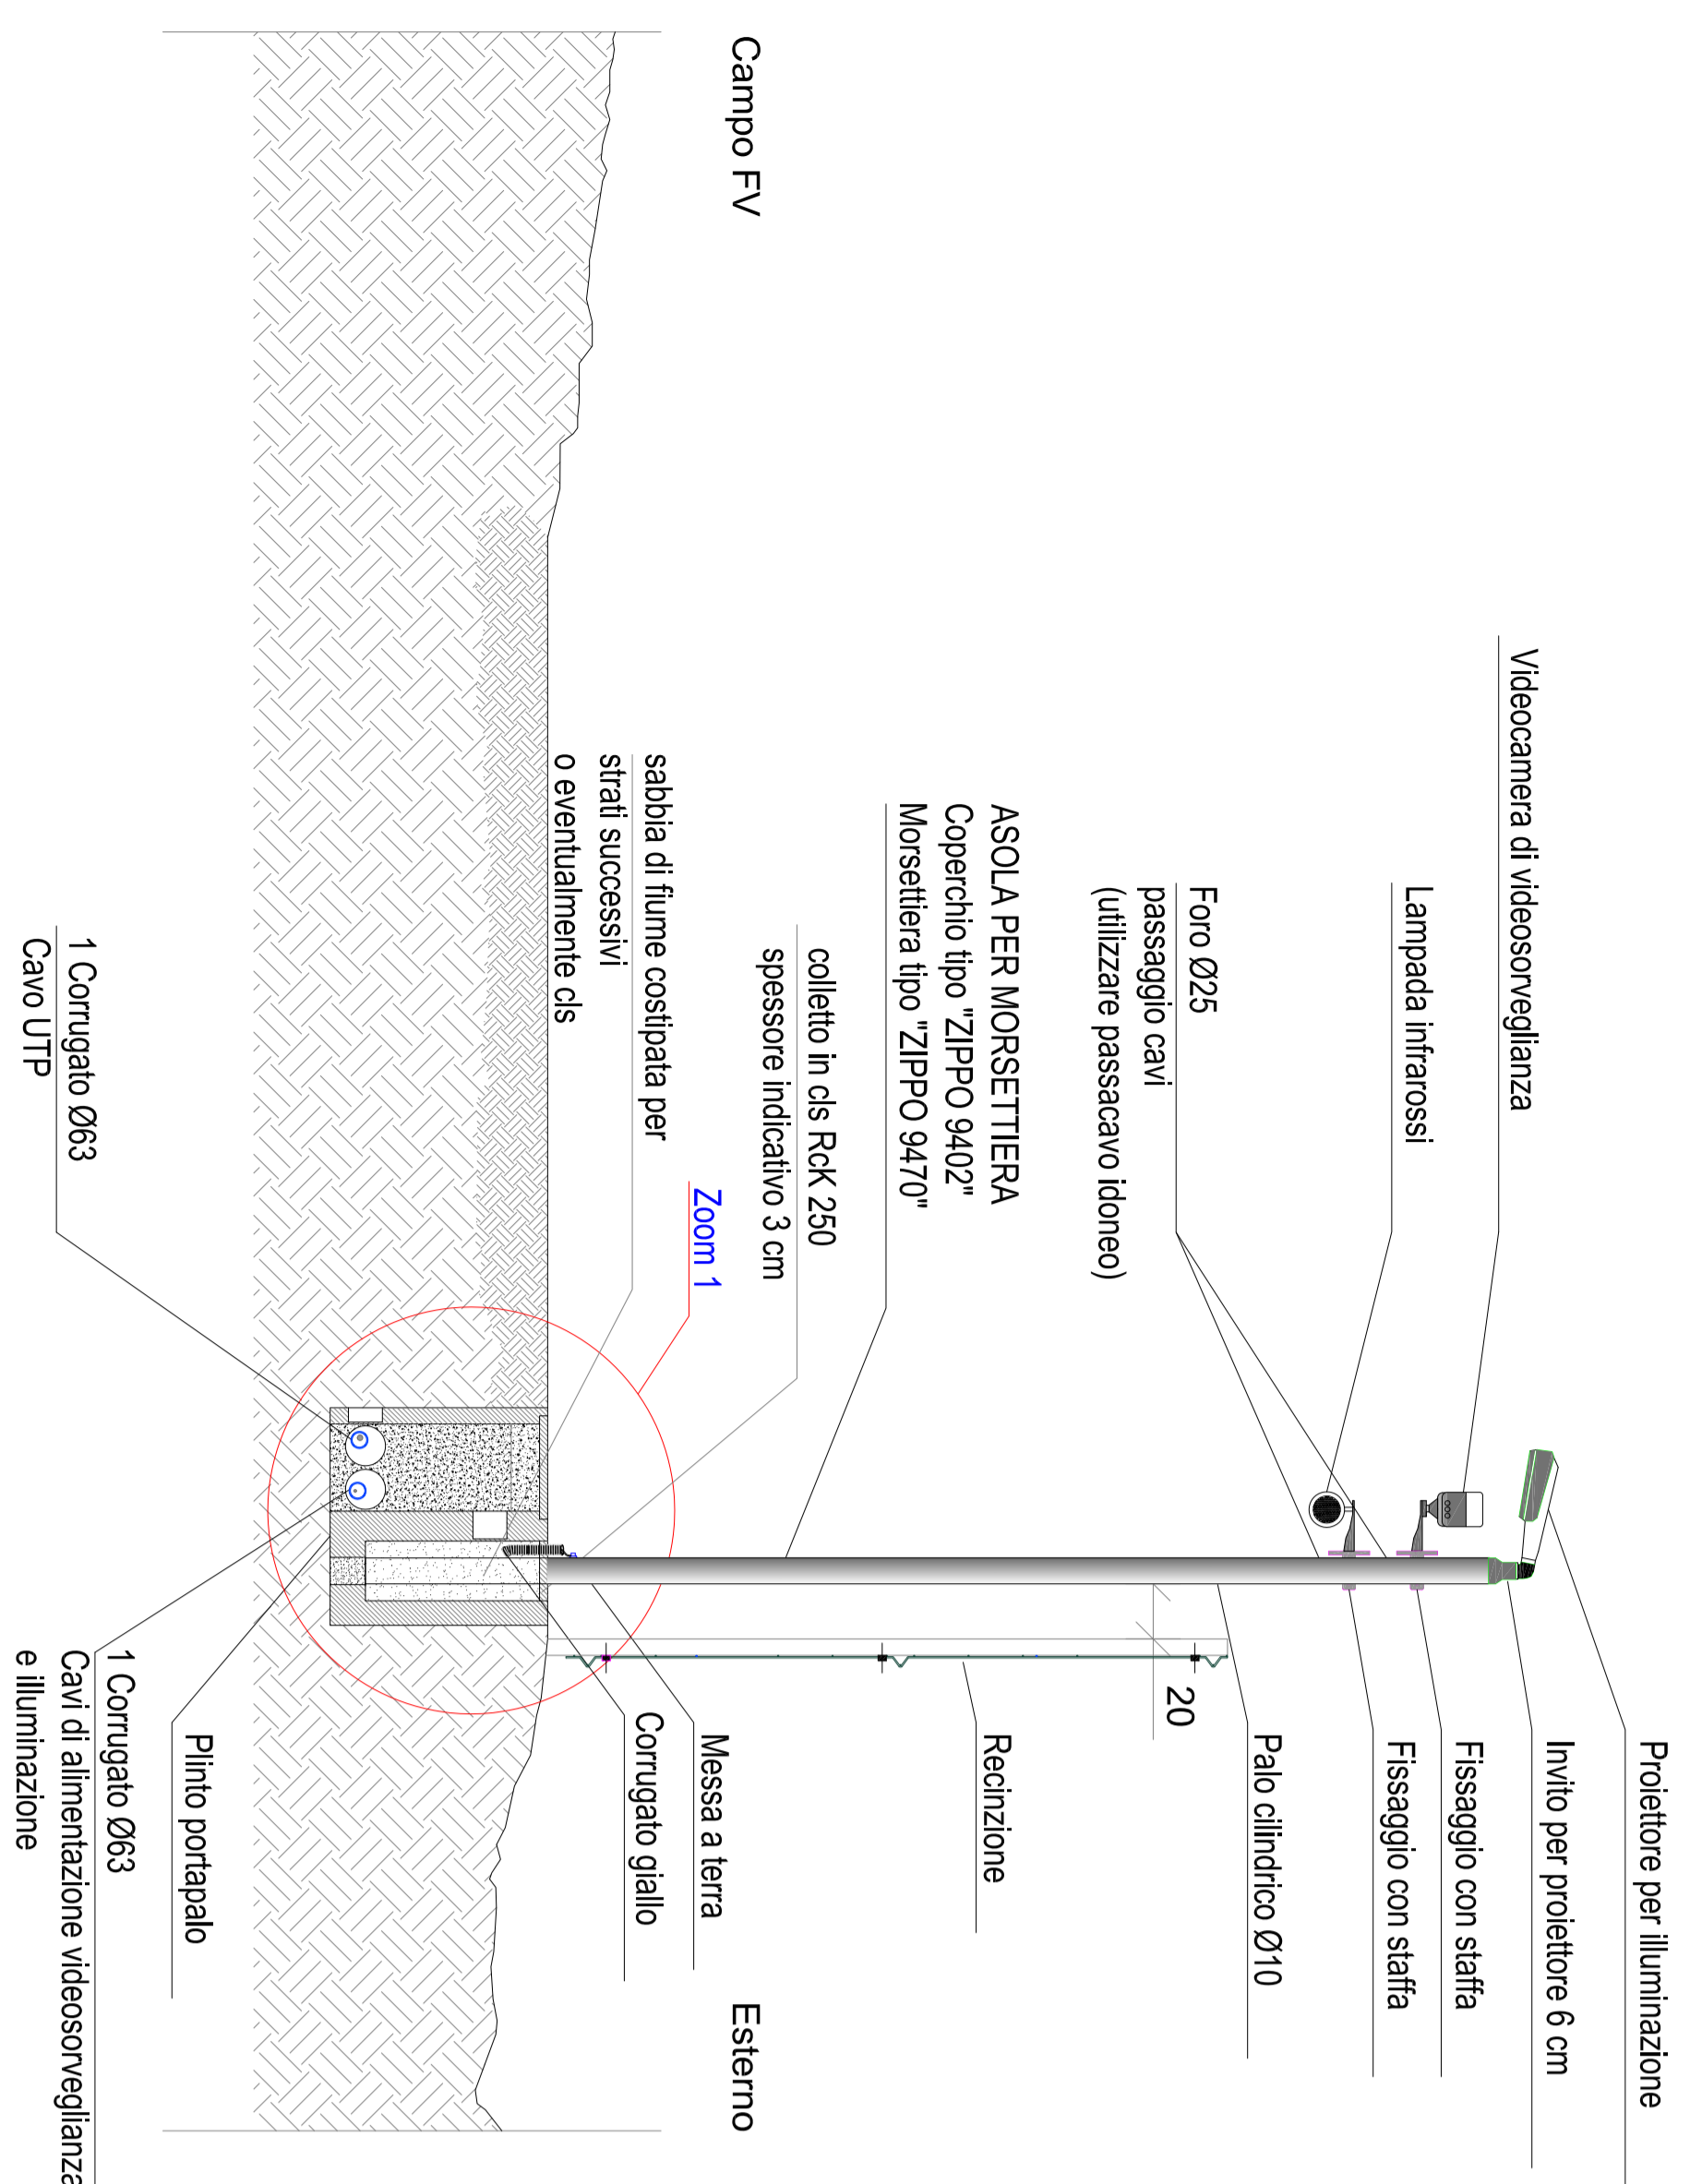 Proiettore per illuminazione
Invito per proiettore 6 cm
Videocamera di videosorveglianza
Fissaggio con staffa
Lampada infrarossi
Fissaggio con staffa
Foro Ø25
passaggio cavi
(utilizzare passacavo idoneo)
Palo cilindrico Ø10
20
ASOLA PER MORSETTIERA
Coperchio tipo "ZIPPO 9402"
Morsettiera tipo "ZIPPO 9470"
Recinzione
colletto in cls RcK 250
spessore indicativo 3 cm
Campo FV
Esterno
Zoom 1
Messa a terra
sabbia di fiume costipata per
strati successivi
o eventualmente cls
Corrugato giallo
Plinto portapalo
1 Corrugato Ø63
Cavo UTP
1 Corrugato Ø63
Cavi di alimentazione videosorveglianza
e illuminazione